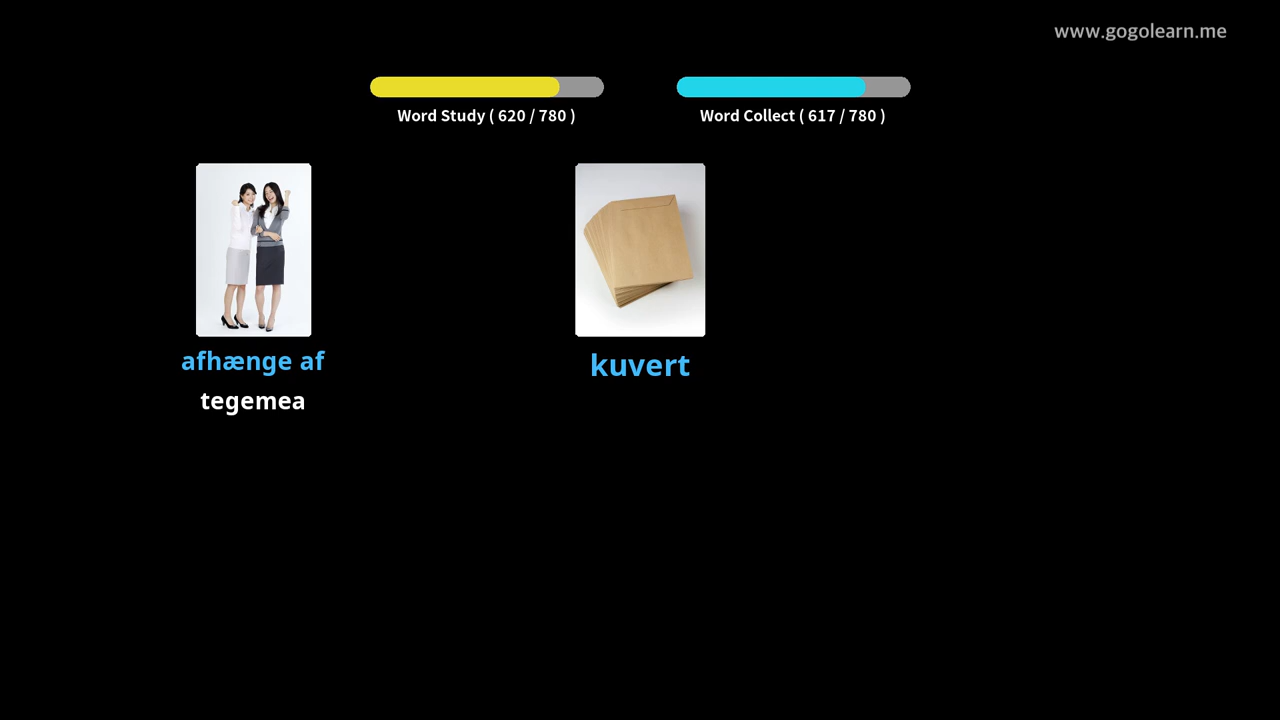 www.gogolearn.me
Word Study ( 620 / 780 )
Word Collect ( 617 / 780 )
afhænge af
tegemea
kuvert